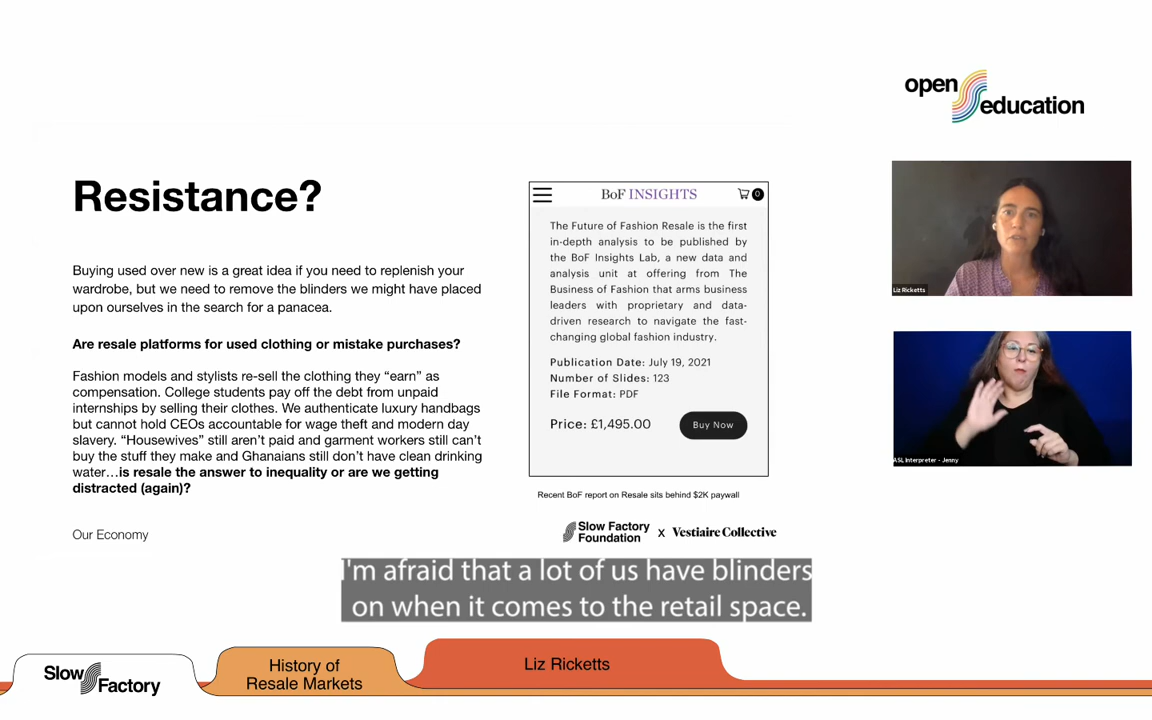 open
education
Resistance?
Buying used over new is a great idea if you need to replenish your
wardrobe, but we need to remove the blinders we might have placed
upon ourselves in the search for a panacea.
Are resale platforms for used clothing or mistake purchases?
Fashion models and stylists re-sell the clothing they “earn” as
compensation. College students pay off the debt from unpaid
internships by selling their clothes. We authenticate luxury handbags
but cannot hold CEOs accountable for wage theft and modern day
slavery. “Housewives” still aren’t paid and garment workers still can’t
buy the stuff they make and Ghanaians still don’t have clean drinking
water…is resale the answer to inequality or are we getting
distracted (again)?
Our Economy
BoF INSIGHTS
0
The Future of Fashion Resale is the first
in-depth analysis to be published by
the BoF Insights Lab, a new data and
analysis unit at offering from The
Business of Fashion that arms business
leaders with proprietary and data-
driven research to navigate the fast-
changing global fashion industry.
Publication Date: July 19, 2021
Number of Slides: 123
File Format: PDF
Price: £1,495.00
Buy Now
Recent BoF report on Resale sits behind $2K paywall
Slow Factory
Foundation
x Vestiaire Collective
Liz Ricketts
ASL Interpreter - Jenny
I'm afraid that a lot of us have blinders
on when it comes to the retail space.
Slow
Factory
History of
Resale Markets
Liz Ricketts